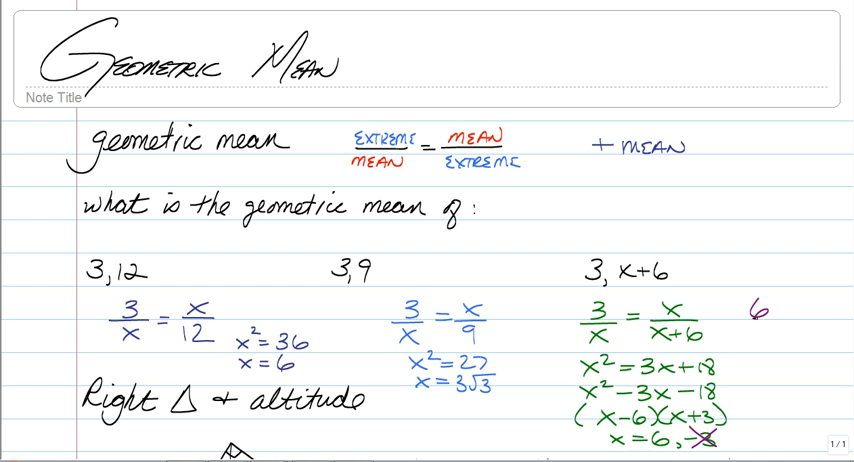 GEOMETRIC MEAN
Note Title
geometric mean EXTREME/MEAN = MEAN/EXTREME + MEAN
what is the geometric mean of:
3, 12 3, 9 3, x+6
3/x = x/12 3/x = x/9 3/x = x/x+6 6
x² = 36
x = 6
x² = 27 x² = 3x+18
x = 3√3 x² - 3x - 18
(x-6)(x+3)
Right △ + altitude
x = 6, -3
1/1